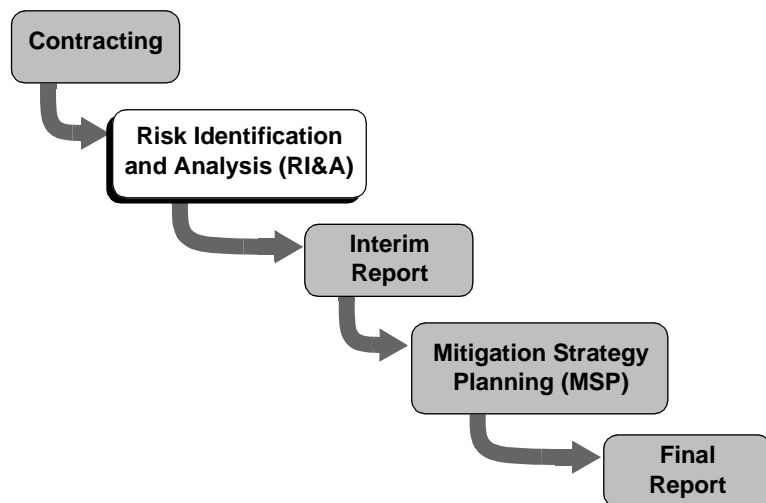 Contracting
Risk Identification
and Analysis (RI&A)
Interim
Report
Mitigation Strategy
Planning (MSP)
Final
Report